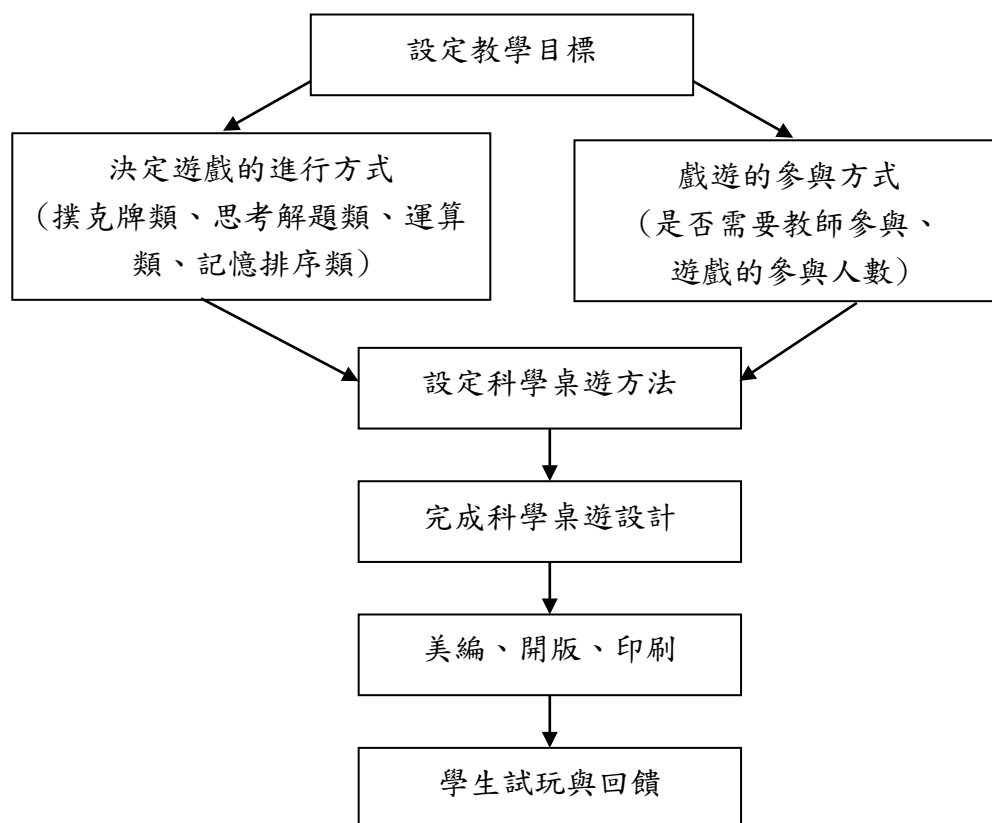 設定教學目標
決定遊戲的進行方式
（撲克牌類、思考解題類、運算
類、記憶排序類）
戲遊的參與方式
（是否需要教師參與、
遊戲的參與人數）
設定科學桌遊方法
完成科學桌遊設計
美編、開版、印刷
學生試玩與回饋